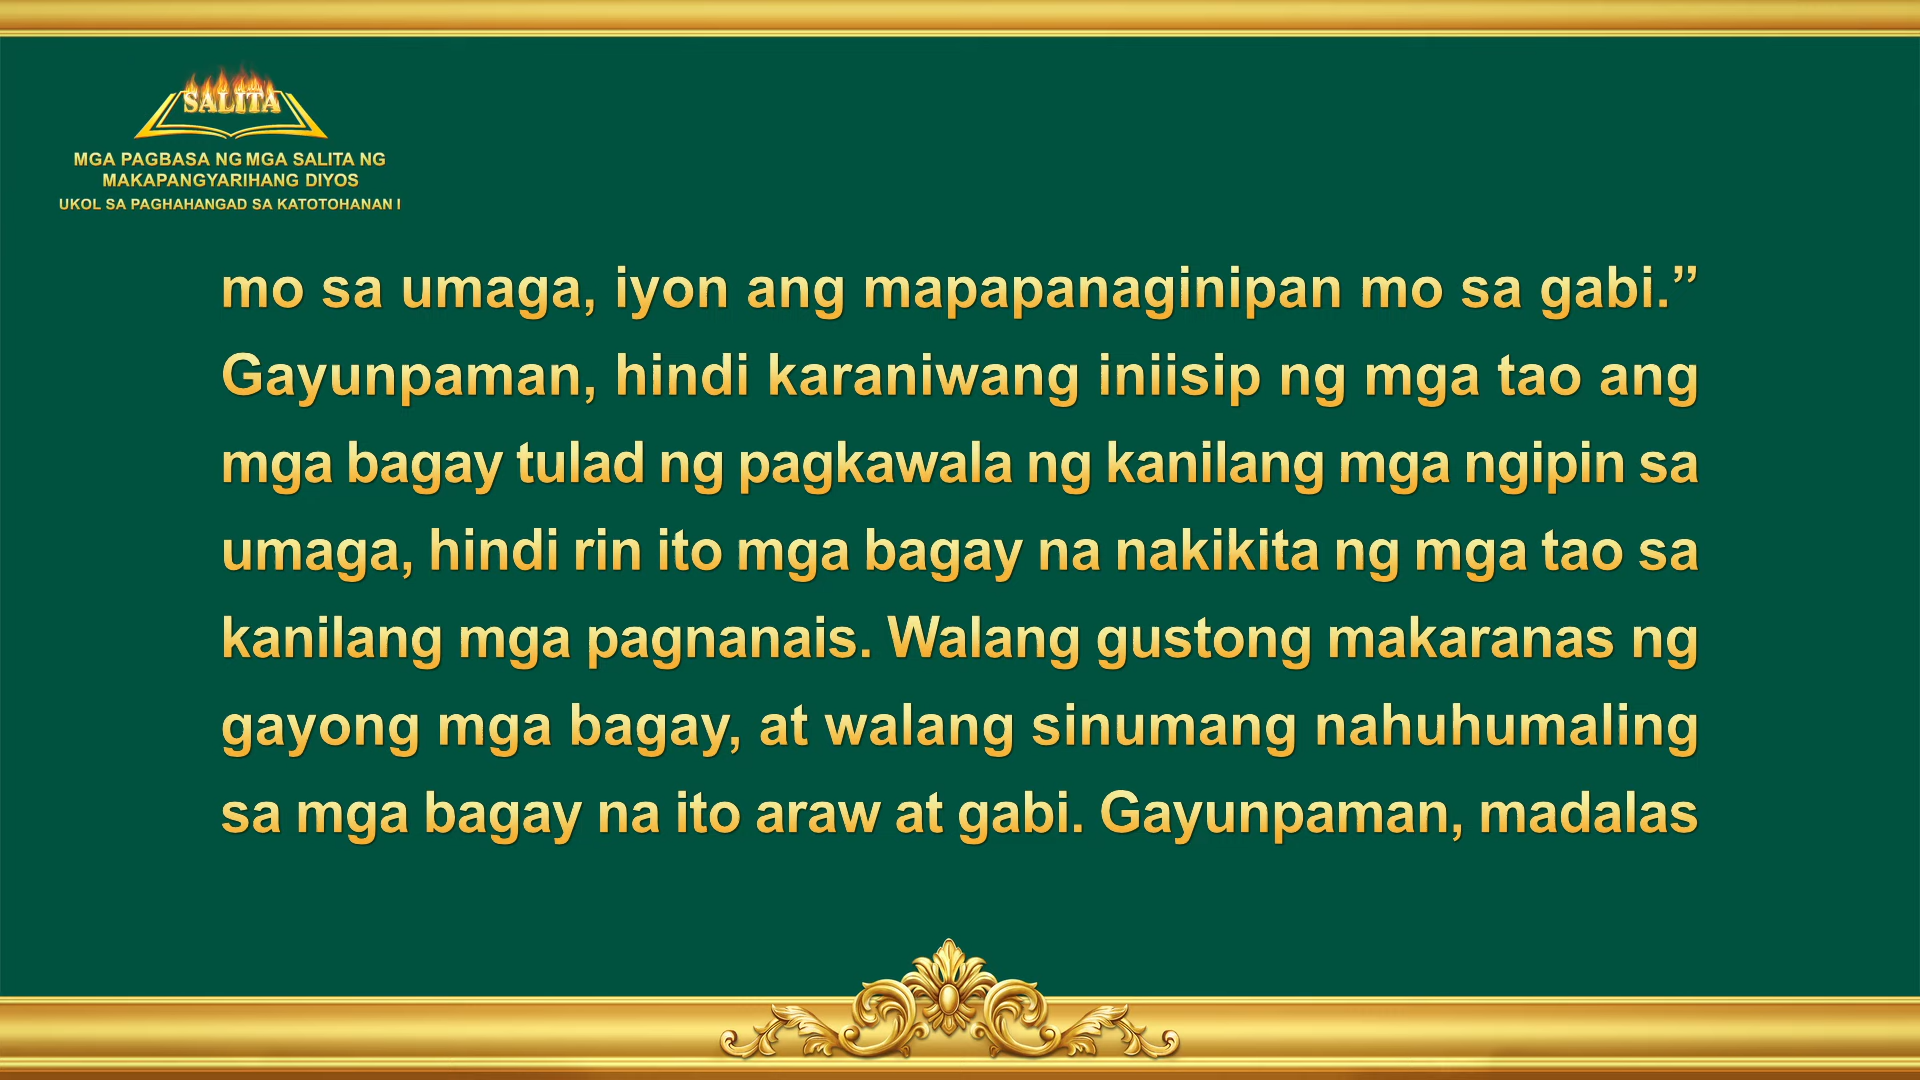 SALITA
MGA PAGBASA NG MGA SALITA NG
MAKAPANGYARIHANG DIYOS
UKOL SA PAGHAHANGAD SA KATOTOHANAN I
mo sa umaga, iyon ang mapapanaginipan mo sa gabi.”
Gayunpaman, hindi karaniwang iniisip ng mga tao ang
mga bagay tulad ng pagkawala ng kanilang mga ngipin sa
umaga, hindi rin ito mga bagay na nakikita ng mga tao sa
kanilang mga pagnanais. Walang gustong makaranas ng
gayong mga bagay, at walang sinumang nahuhumaling
sa mga bagay na ito araw at gabi. Gayunpaman, madalas